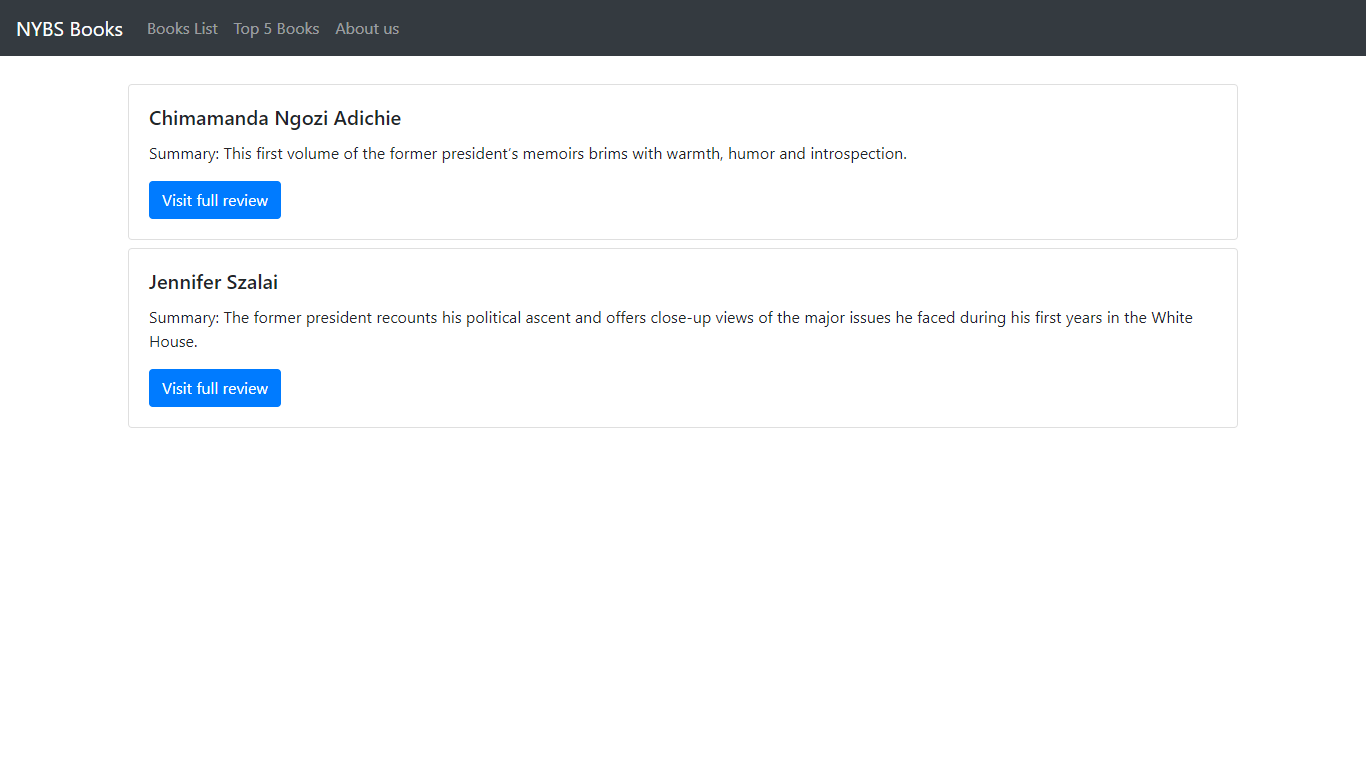 NYBS Books Books List Top 5 Books About us
Chimamanda Ngozi Adichie
Summary: This first volume of the former president’s memoirs brims with warmth, humor and introspection.
Visit full review
Jennifer Szalai
Summary: The former president recounts his political ascent and offers close-up views of the major issues he faced during his first years in the White
House.
Visit full review